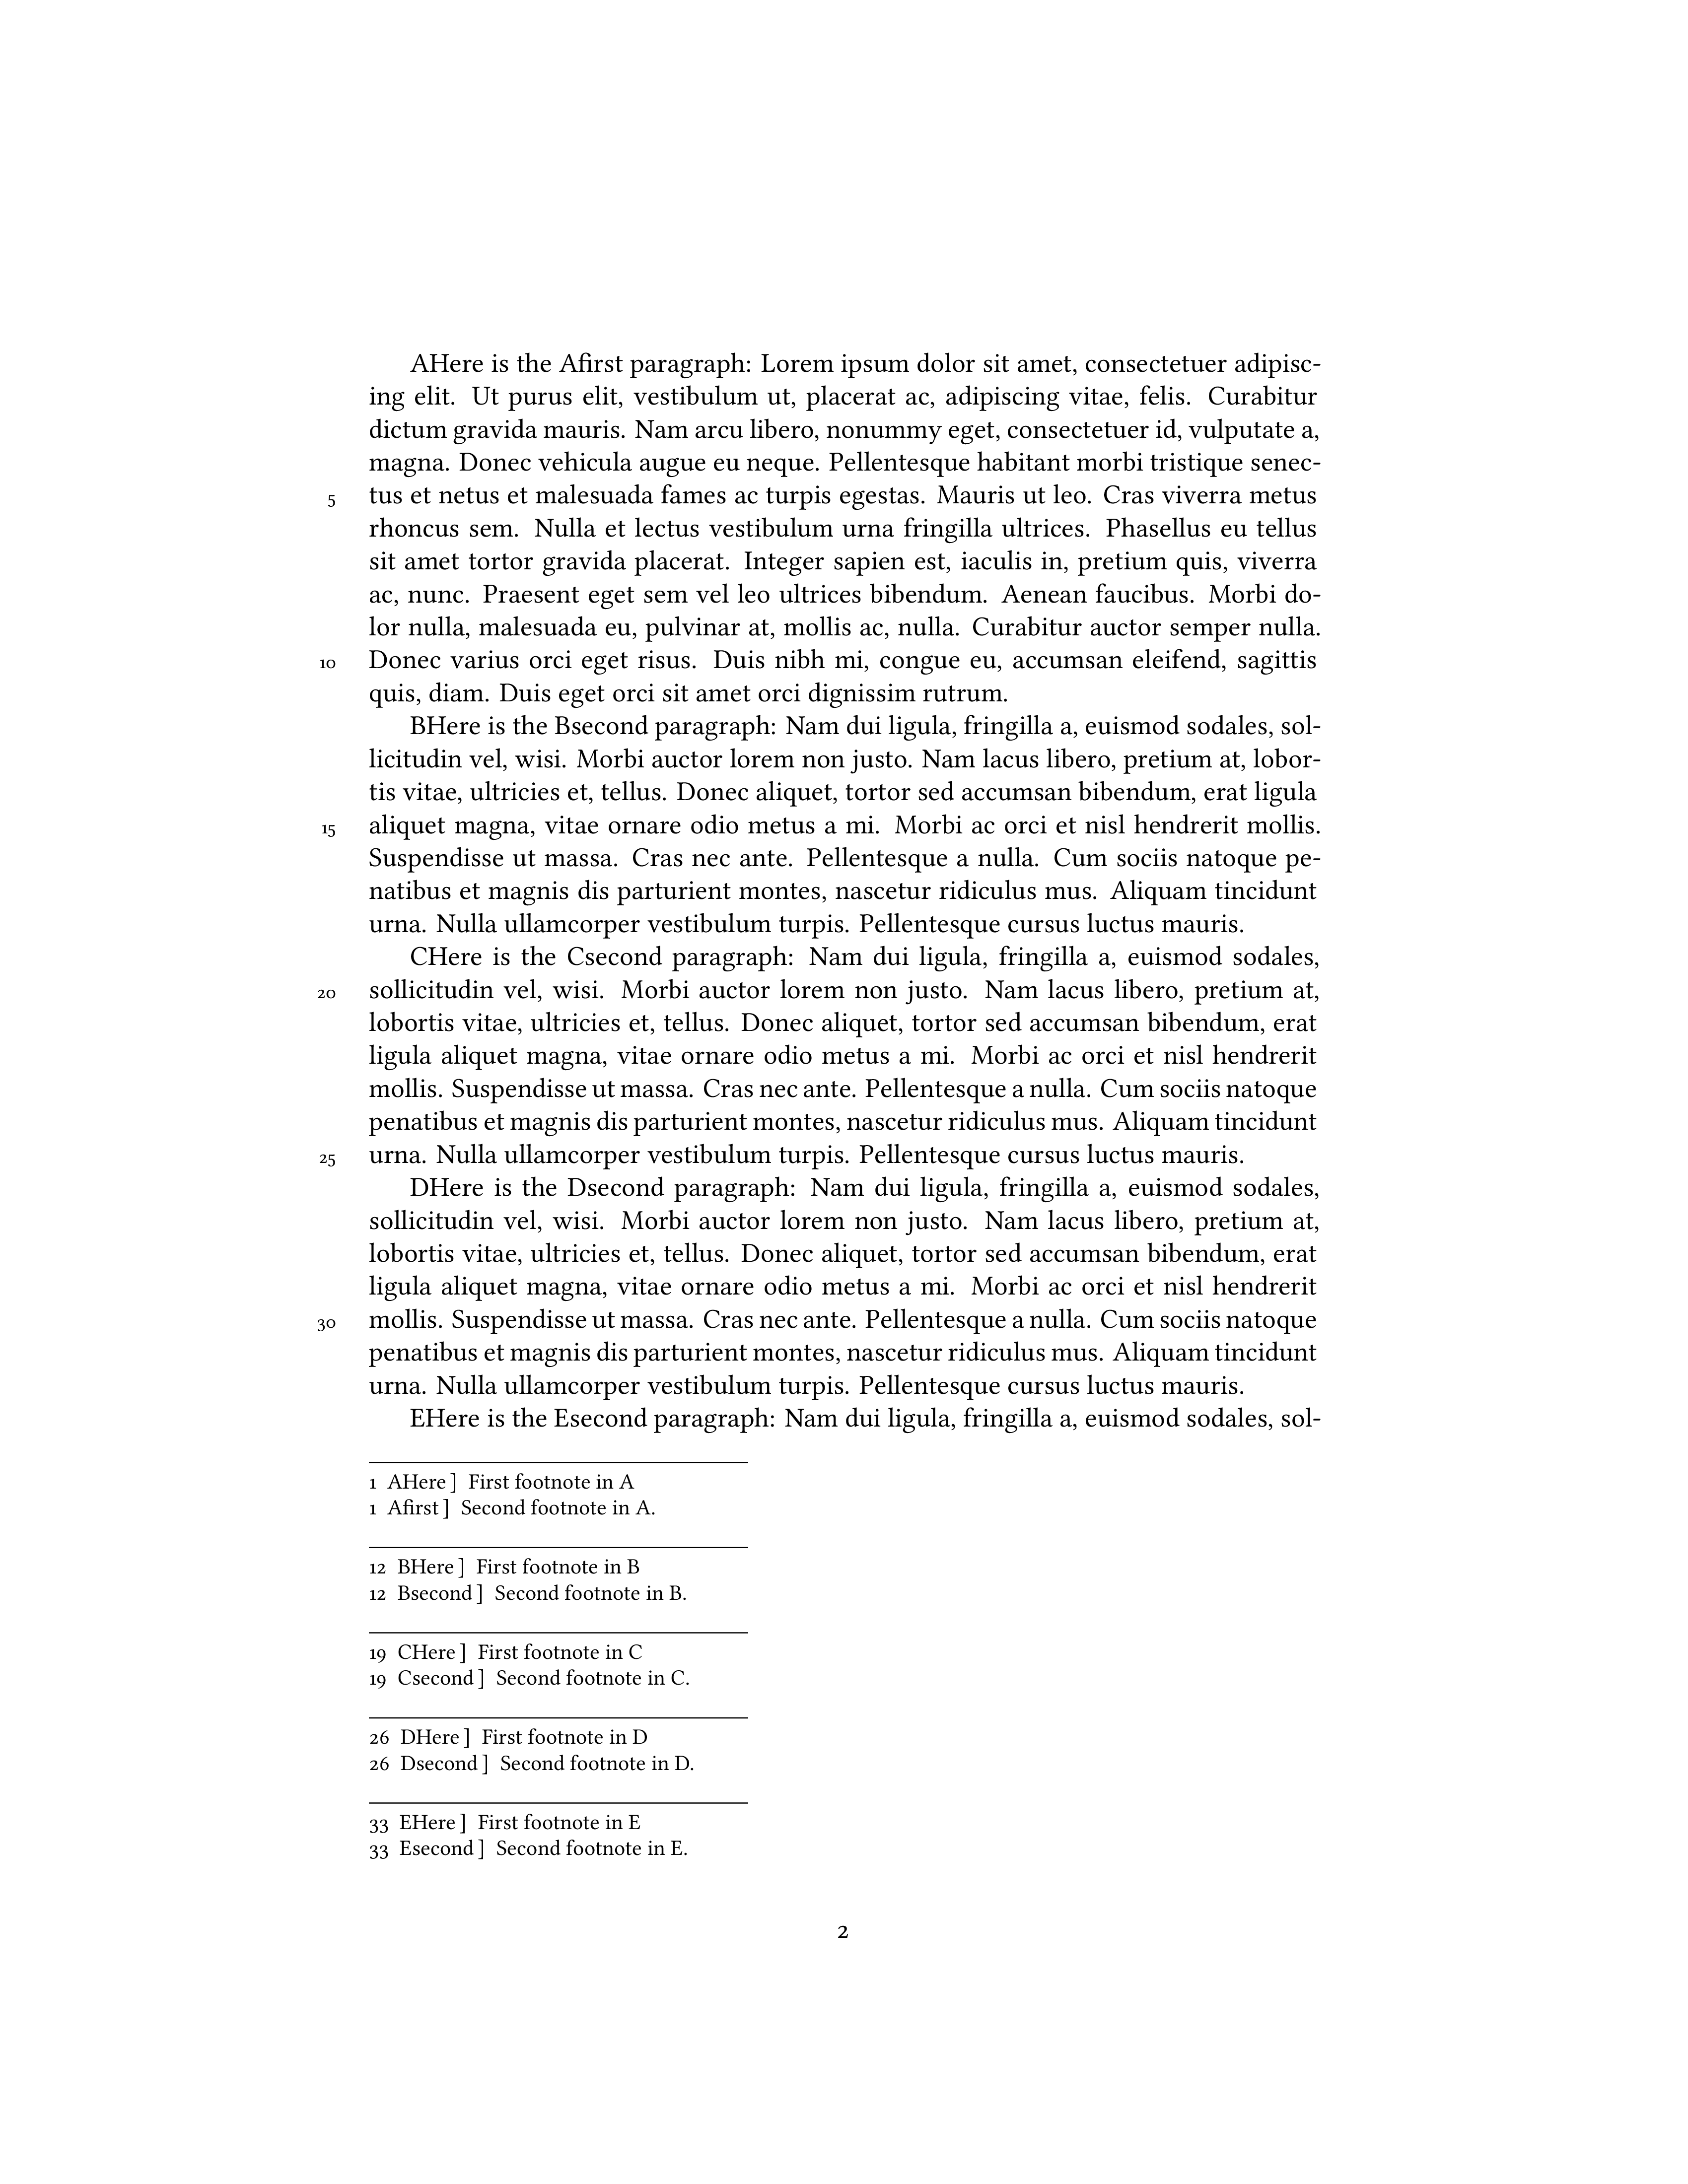 AHere is the Afirst paragraph: Lorem ipsum dolor sit amet, consectetuer adipisc-
ing elit. Ut purus elit, vestibulum ut, placerat ac, adipiscing vitae, felis. Curabitur
dictum gravida mauris. Nam arcu libero, nonummy eget, consectetuer id, vulputate a,
magna. Donec vehicula augue eu neque. Pellentesque habitant morbi tristique senec-
5 tus et netus et malesuada fames ac turpis egestas. Mauris ut leo. Cras viverra metus
rhoncus sem. Nulla et lectus vestibulum urna fringilla ultrices. Phasellus eu tellus
sit amet tortor gravida placerat. Integer sapien est, iaculis in, pretium quis, viverra
ac, nunc. Praesent eget sem vel leo ultrices bibendum. Aenean faucibus. Morbi do-
lor nulla, malesuada eu, pulvinar at, mollis ac, nulla. Curabitur auctor semper nulla.
10 Donec varius orci eget risus. Duis nibh mi, congue eu, accumsan eleifend, sagittis
quis, diam. Duis eget orci sit amet orci dignissim rutrum.
BHere is the Bsecond paragraph: Nam dui ligula, fringilla a, euismod sodales, sol-
licitudin vel, wisi. Morbi auctor lorem non justo. Nam lacus libero, pretium at, lobor-
tis vitae, ultricies et, tellus. Donec aliquet, tortor sed accumsan bibendum, erat ligula
15 aliquet magna, vitae ornare odio metus a mi. Morbi ac orci et nisl hendrerit mollis.
Suspendisse ut massa. Cras nec ante. Pellentesque a nulla. Cum sociis natoque pe-
natibus et magnis dis parturient montes, nascetur ridiculus mus. Aliquam tincidunt
urna. Nulla ullamcorper vestibulum turpis. Pellentesque cursus luctus mauris.
CHere is the Csecond paragraph: Nam dui ligula, fringilla a, euismod sodales,
20 sollicitudin vel, wisi. Morbi auctor lorem non justo. Nam lacus libero, pretium at,
lobortis vitae, ultricies et, tellus. Donec aliquet, tortor sed accumsan bibendum, erat
ligula aliquet magna, vitae ornare odio metus a mi. Morbi ac orci et nisl hendrerit
mollis. Suspendisse ut massa. Cras nec ante. Pellentesque a nulla. Cum sociis natoque
penatibus et magnis dis parturient montes, nascetur ridiculus mus. Aliquam tincidunt
25 urna. Nulla ullamcorper vestibulum turpis. Pellentesque cursus luctus mauris.
DHere is the Dsecond paragraph: Nam dui ligula, fringilla a, euismod sodales,
sollicitudin vel, wisi. Morbi auctor lorem non justo. Nam lacus libero, pretium at,
lobortis vitae, ultricies et, tellus. Donec aliquet, tortor sed accumsan bibendum, erat
ligula aliquet magna, vitae ornare odio metus a mi. Morbi ac orci et nisl hendrerit
30 mollis. Suspendisse ut massa. Cras nec ante. Pellentesque a nulla. Cum sociis natoque
penatibus et magnis dis parturient montes, nascetur ridiculus mus. Aliquam tincidunt
urna. Nulla ullamcorper vestibulum turpis. Pellentesque cursus luctus mauris.
EHere is the Esecond paragraph: Nam dui ligula, fringilla a, euismod sodales, sol-
1 AHere ] First footnote in A
1 Afirst ] Second footnote in A.
12 BHere ] First footnote in B
12 Bsecond ] Second footnote in B.
19 CHere ] First footnote in C
19 Csecond ] Second footnote in C.
26 DHere ] First footnote in D
26 Dsecond ] Second footnote in D.
33 EHere ] First footnote in E
33 Esecond ] Second footnote in E.
2